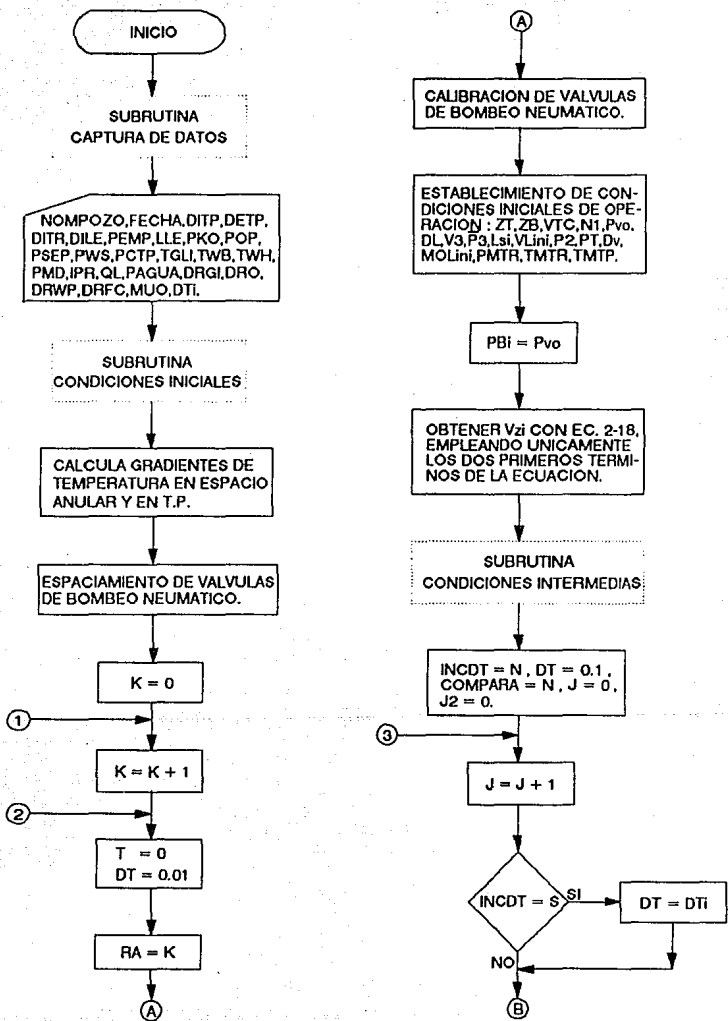 INICIO
SUBRUTINA
CAPTURA DE DATOS
NOMPOZO,FECHA,DITP,DETP,
DITR,DILE,PEMP,LLE,PKO,POP,
PSEP,PWS,PCTP,TGLI,TWB,TWH,
PMD,IPR,QL,PAGUA,DRGI,DRO,
DRWP,DRFC,MUO,DTi.
SUBRUTINA
CONDICIONES INICIALES
CALCULA GRADIENTES DE
TEMPERATURA EN ESPACIO
ANULAR Y EN T.P.
ESPACIAMIENTO DE VALVULAS
DE BOMBEO NEUMATICO.
K = 0
1
K = K + 1
2
T = 0
DT = 0.01
RA = K
A
A
CALIBRACION DE VALVULAS
DE BOMBEO NEUMATICO.
ESTABLECIMIENTO DE CON-
DICIONES INICIALES DE OPE-
RACION : ZT, ZB, VTC, N1, Pvo,
DL, V3, P3, Lsi, VLini, P2, PT, Dv,
MOLini, PMTR, TMTR, TMTP.
PBi = Pvo
OBTENER Vzi CON EC. 2-18,
EMPLEANDO UNICAMENTE
LOS DOS PRIMEROS TERMI-
NOS DE LA ECUACION.
SUBRUTINA
CONDICIONES INTERMEDIAS
INCDT = N , DT = 0.1 ,
COMPARA = N , J = 0 ,
J2 = 0.
3
J = J + 1
INCDT = S
SI
DT = DTi
NO
B